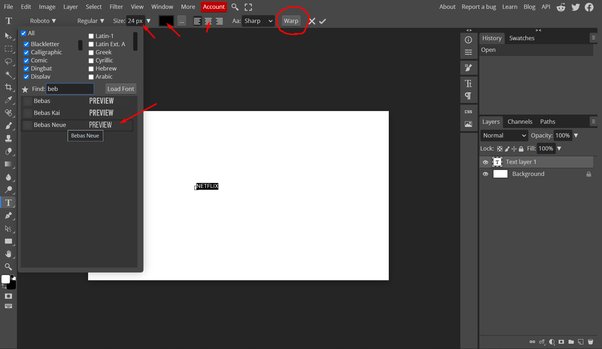 File Edit Image Layer Select Filter View Window More Account About Report a bug Learn Blog API
T Roboto Regular Size: 24 px ... Aa: Sharp Warp
All
Blackletter
Calligraphic
Comic
Dingbat
Display
Latin-1
Latin Ext. A
Greek
Cyrillic
Hebrew
Arabic
Find: beb Load Font
Bebas PREVIEW
Bebas Kai PREVIEW
Bebas Neue PREVIEW
Bebas Neue
NETFLIX
History Swatches
Open
CSS
Layers Channels Paths
Normal Opacity: 100%
Lock: Fill: 100%
T Text layer 1
Background